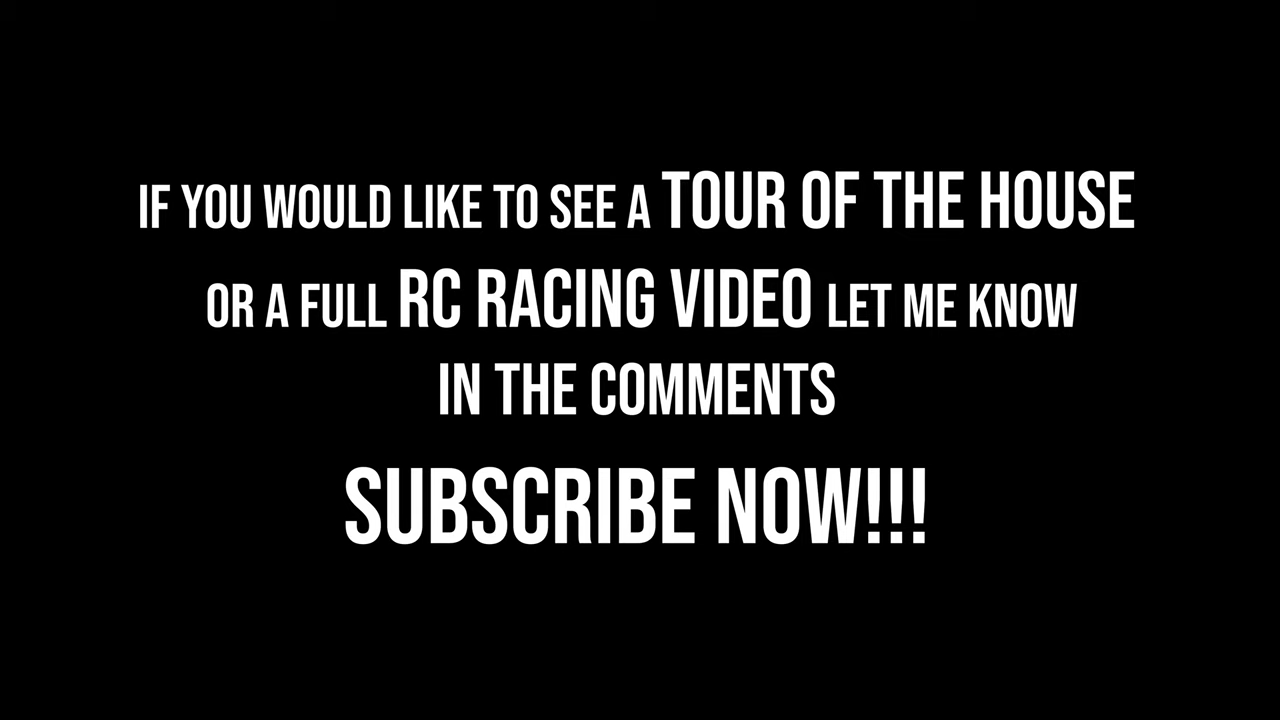 IF YOU WOULD LIKE TO SEE A TOUR OF THE HOUSE
OR A FULL RC RACING VIDEO LET ME KNOW
IN THE COMMENTS
SUBSCRIBE NOW!!!